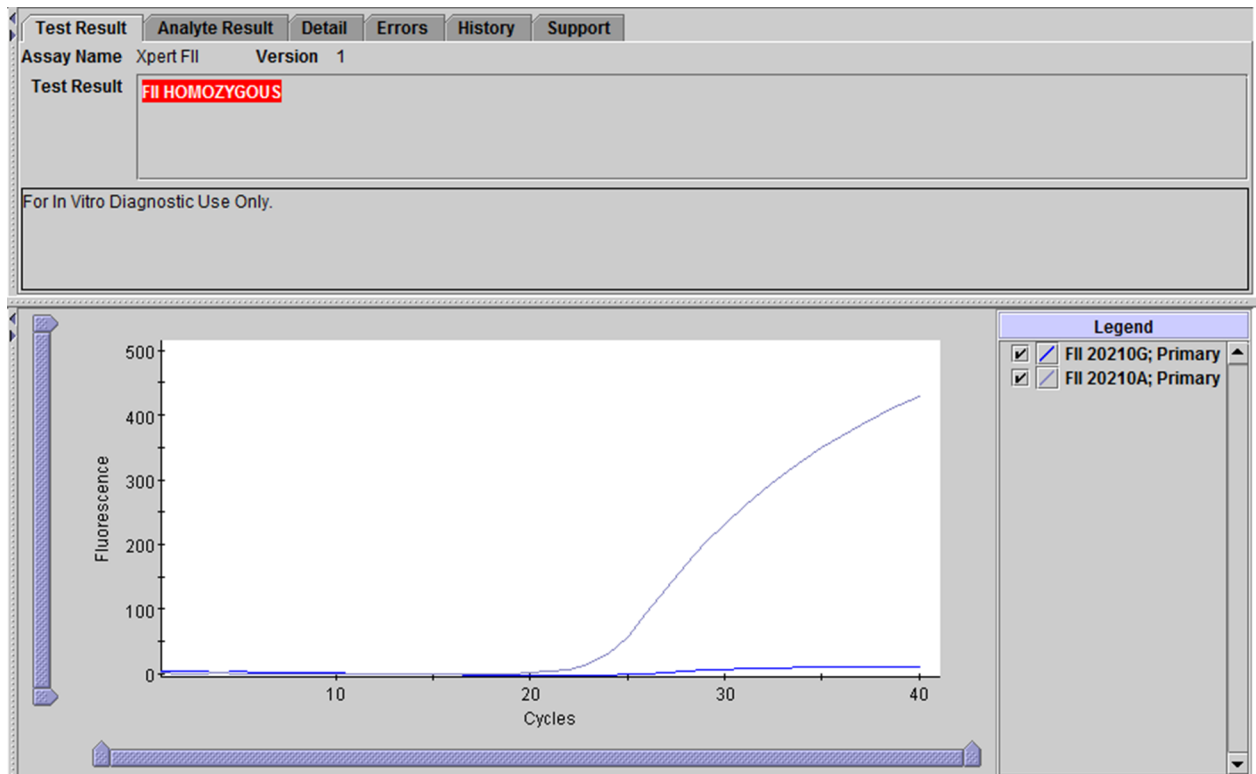 Test Result Analyte Result Detail Errors History Support
Assay Name Xpert FII Version 1
Test Result FII HOMOZYGOUS
For In Vitro Diagnostic Use Only.
Legend
FII 20210G; Primary
FII 20210A; Primary
500
400
300
200
100
0
Fluorescence
10 20 30 40
Cycles